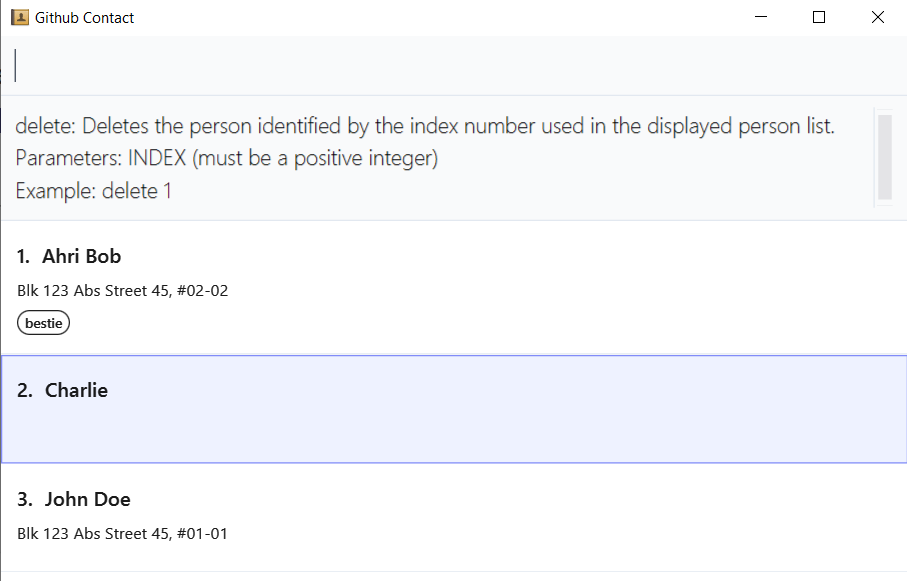 Github Contact
delete: Deletes the person identified by the index number used in the displayed person list.
Parameters: INDEX (must be a positive integer)
Example: delete 1
1. Ahri Bob
Blk 123 Abs Street 45, #02-02
bestie
2. Charlie
3. John Doe
Blk 123 Abs Street 45, #01-01